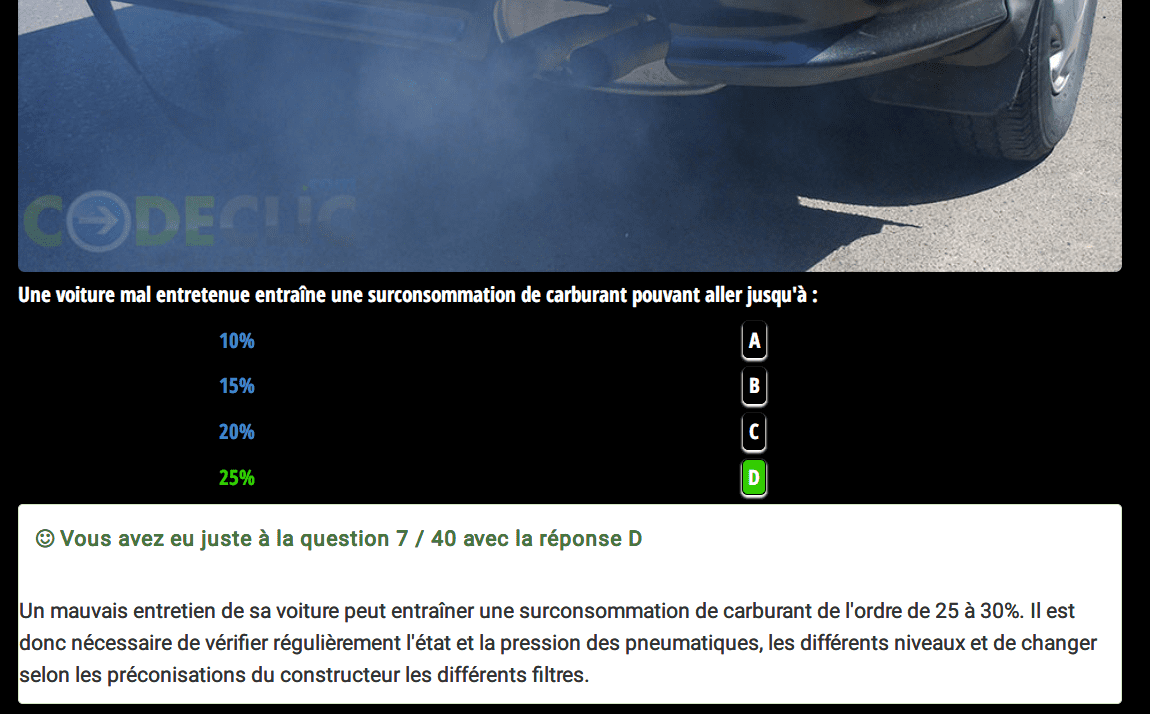 CODECLIC
Une voiture mal entretenue entraîne une surconsommation de carburant pouvant aller jusqu'à :
10% A
15% B
20% C
25% D
Vous avez eu juste à la question 7 / 40 avec la réponse D
Un mauvais entretien de sa voiture peut entraîner une surconsommation de carburant de l'ordre de 25 à 30%. Il est
donc nécessaire de vérifier régulièrement l'état et la pression des pneumatiques, les différents niveaux et de changer
selon les préconisations du constructeur les différents filtres.